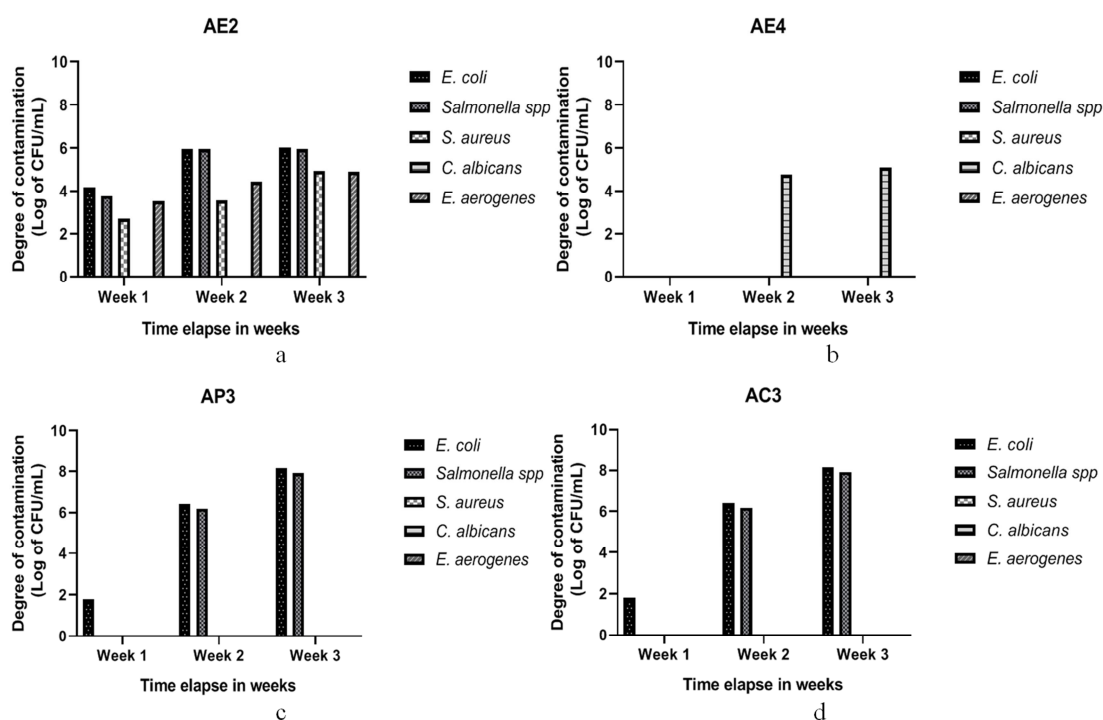 AE2
Degree of contamination
(Log of CFU/mL)
10
8
6
4
2
0
Week 1
Week 2
Week 3
Time elapse in weeks
E. coli
Salmonella spp
S. aureus
C. albicans
E. aerogenes
a
AE4
Degree of contamination
(Log of CFU/mL)
10
8
6
4
2
0
Week 1
Week 2
Week 3
Time elapse in weeks
E. coli
Salmonella spp
S. aureus
C. albicans
E. aerogenes
b
AP3
Degree of contamination
(Log of CFU/mL)
10
8
6
4
2
0
Week 1
Week 2
Week 3
Time elapse in weeks
E. coli
Salmonella spp
S. aureus
C. albicans
E. aerogenes
c
AC3
Degree of contamination
(Log of CFU/mL)
10
8
6
4
2
0
Week 1
Week 2
Week 3
Time elapse in weeks
E. coli
Salmonella spp
S. aureus
C. albicans
E. aerogenes
d